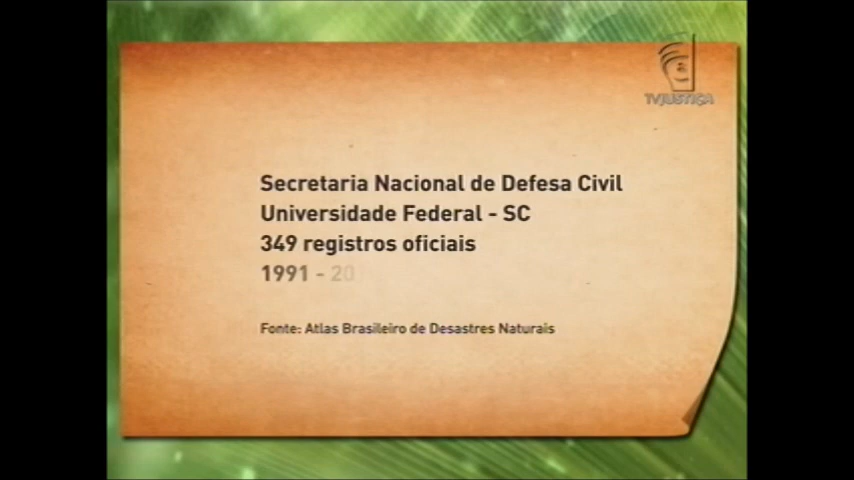 TV JUSTIÇA
Secretaria Nacional de Defesa Civil
Universidade Federal - SC
349 registros oficiais
1991 - 20
Fonte: Atlas Brasileiro de Desastres Naturais